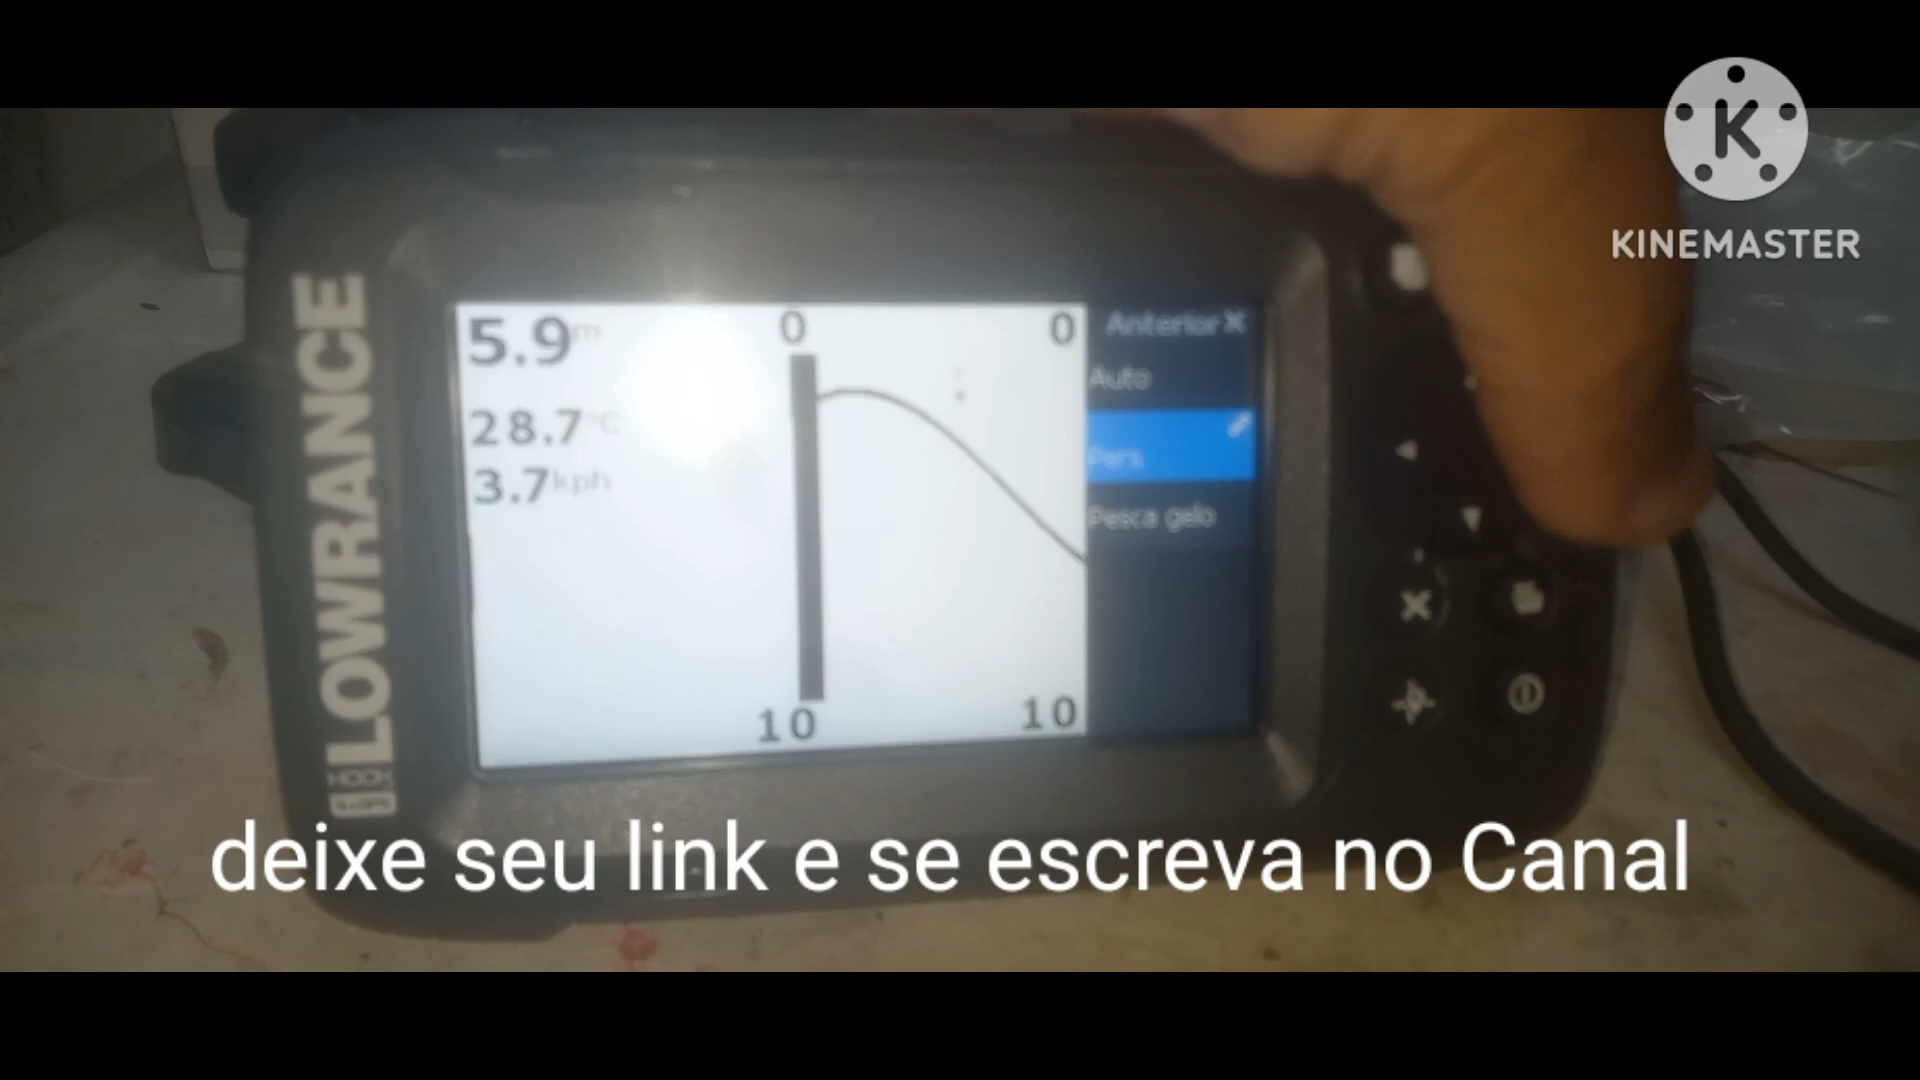 KINEMASTER
LOWRANCE
HOOK
5.9m
28.7°C
3.7kph
0
0
10
10
Anterior X
Auto
Pers.
Pesca gelo
deixe seu link e se escreva no Canal